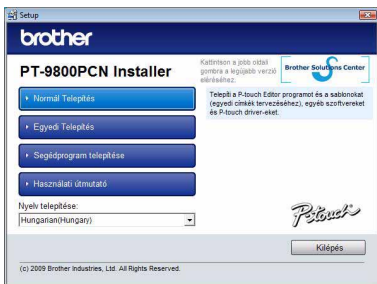 Setup
brother
PT-9800PCN Installer
Kattintson a jobb oldali
gombra a legújabb verzió
eléréséhez.
Brother Solutions Center
Normál Telepítés
Telepíti a P-touch Editor
programot és a sablonokat
(egyedi címkék tervezéséhez),
egyéb szoftvereket
és P-touch driver-eket.
Egyedi Telepítés
Segédprogram telepítése
Használati útmutató
Nyelv telepítése:
Hungarian(Hungary)
P-touch
Kilépés
(c) 2009 Brother Industries, Ltd. All Rights Reserved.